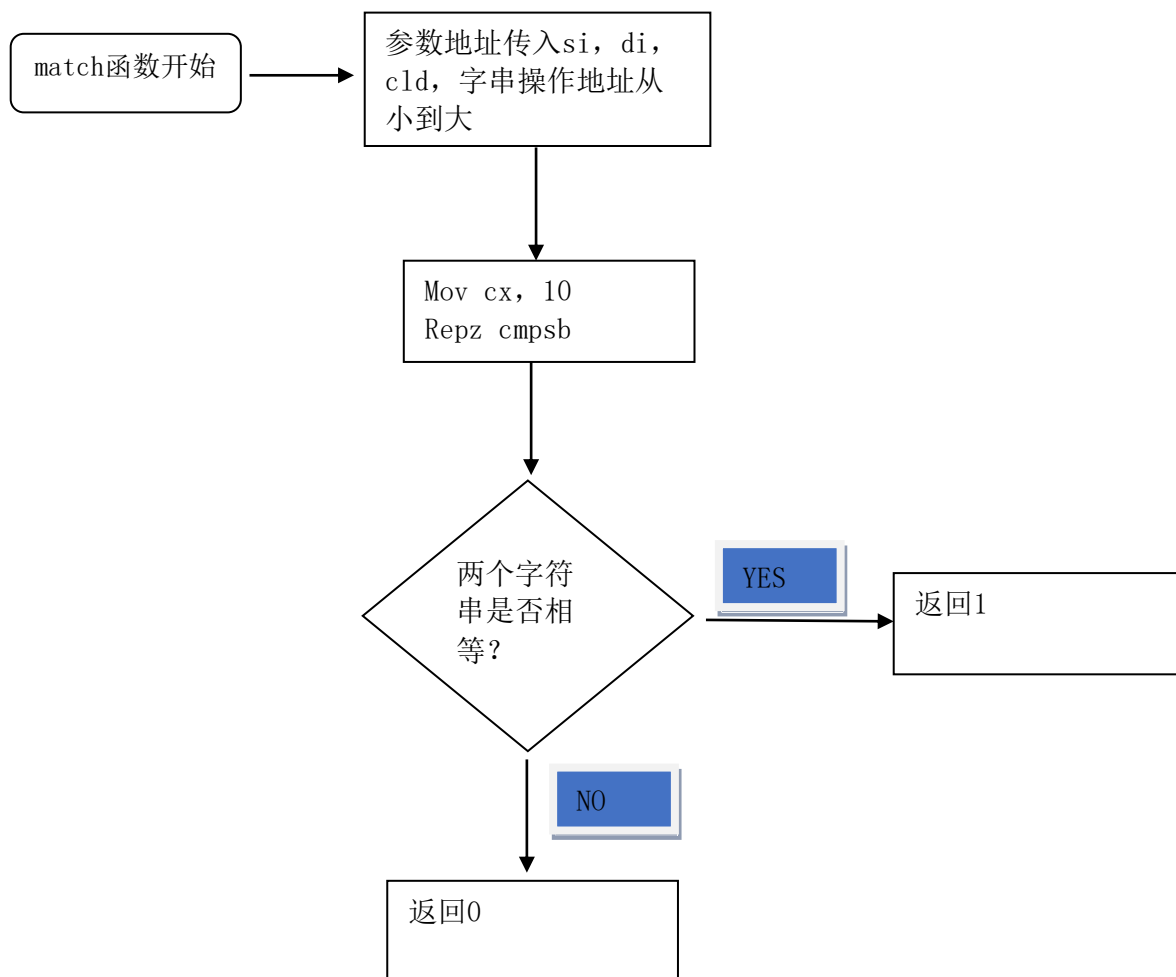 match函数开始
参数地址传入si，di，
cld，字串操作地址从
小到大
Mov cx，10
Repz cmpsb
两个字符
串是否相
等？
YES
返回1
NO
返回0